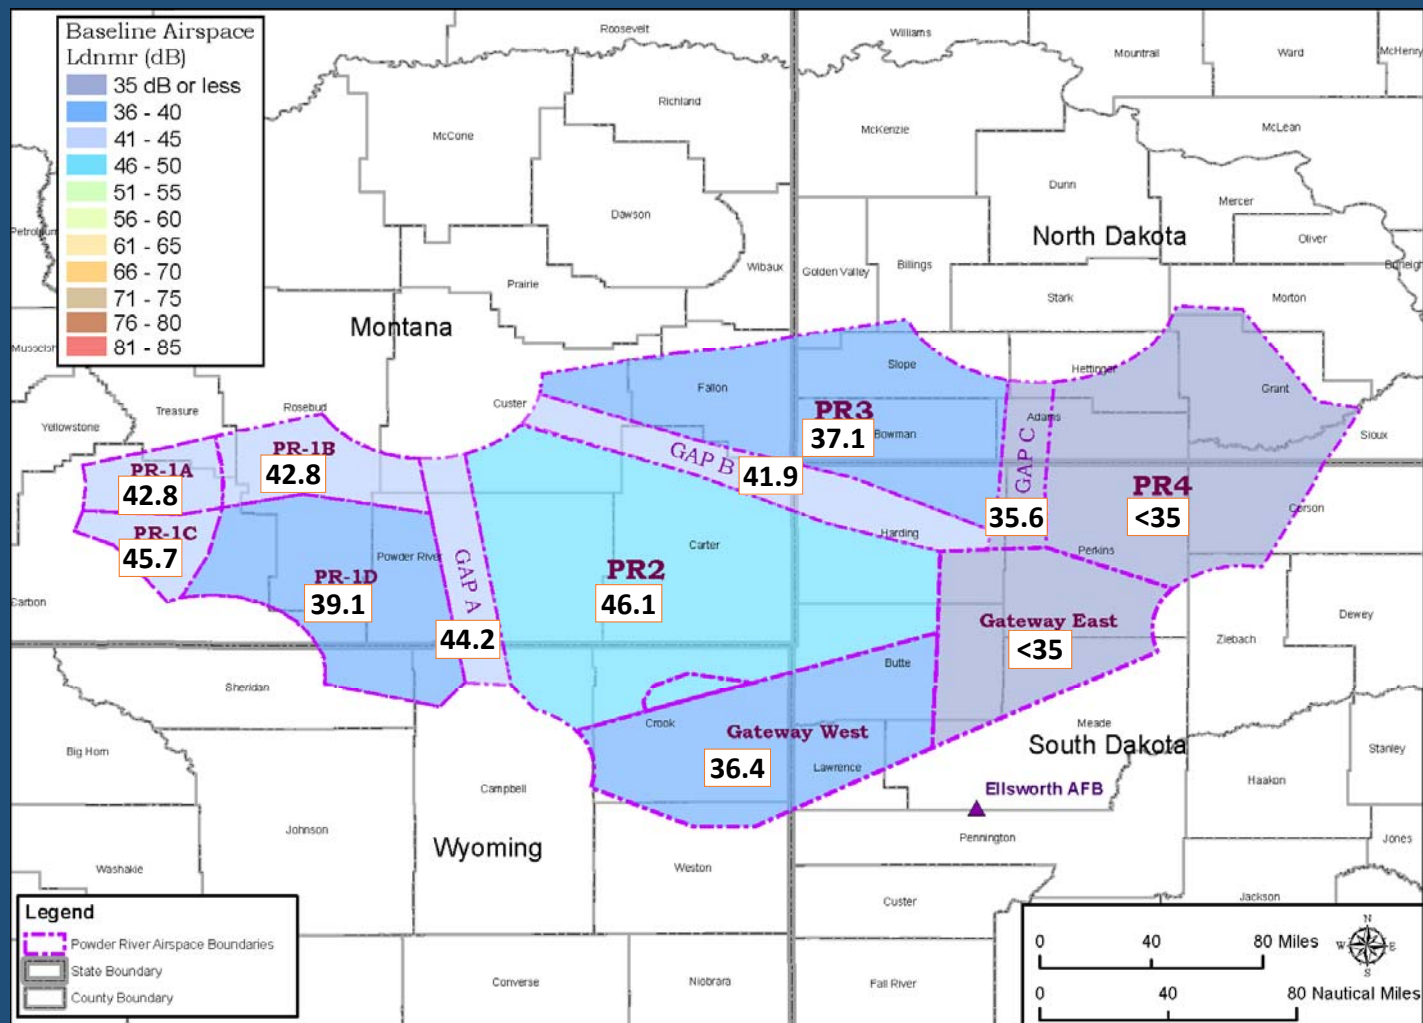 Baseline Airspace
Ldnmr (dB)
35 dB or less
36 - 40
41 - 45
46 - 50
51 - 55
56 - 60
61 - 65
66 - 70
71 - 75
76 - 80
81 - 85
Roosevelt
Williams
Mountrail
Ward
McHenry
Richland
McCone
McKenzie
McLean
Dunn
Mercer
Dawson
North Dakota
Oliver
Wibaux
Golden Valley
Billings
Prairie
Stark
Morton
Montana
Slope
Hettinger
Fallon
Grant
Treasure
Rosebud
Custer
Yellowstone
PR3
37.1
Bowman
Adams
Sioux
GAP C
PR-1A
42.8
PR-1B
42.8
GAP B
41.9
PR4
<35
35.6
Corson
PR-1C
45.7
Harding
Perkins
Powder River
Carter
GAP A
PR-1D
39.1
PR2
46.1
Carbon
Dewey
Gateway East
<35
Ziebach
44.2
Butte
Sheridan
Crook
Gateway West
36.4
Meade
South Dakota
Big Horn
Stanley
Lawrence
Haakon
Campbell
Ellsworth AFB
Johnson
Pennington
Jones
Wyoming
Washakie
Weston
Custer
Jackson
Converse
Niobrara
Fall River
Legend
Powder River Airspace Boundaries
State Boundary
County Boundary
0 40 80 Miles
N
W E
S
0 40 80 Nautical Miles